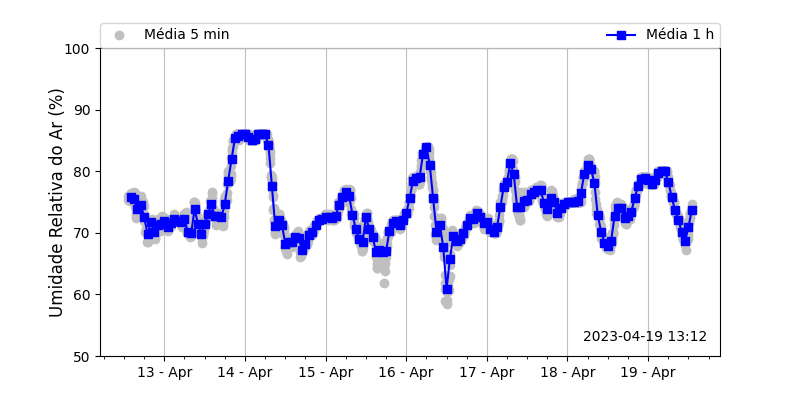 Média 5 min
Média 1 h
Umidade Relativa do Ar (%)
100
90
80
70
60
50
2023-04-19 13:12
13 - Apr
14 - Apr
15 - Apr
16 - Apr
17 - Apr
18 - Apr
19 - Apr